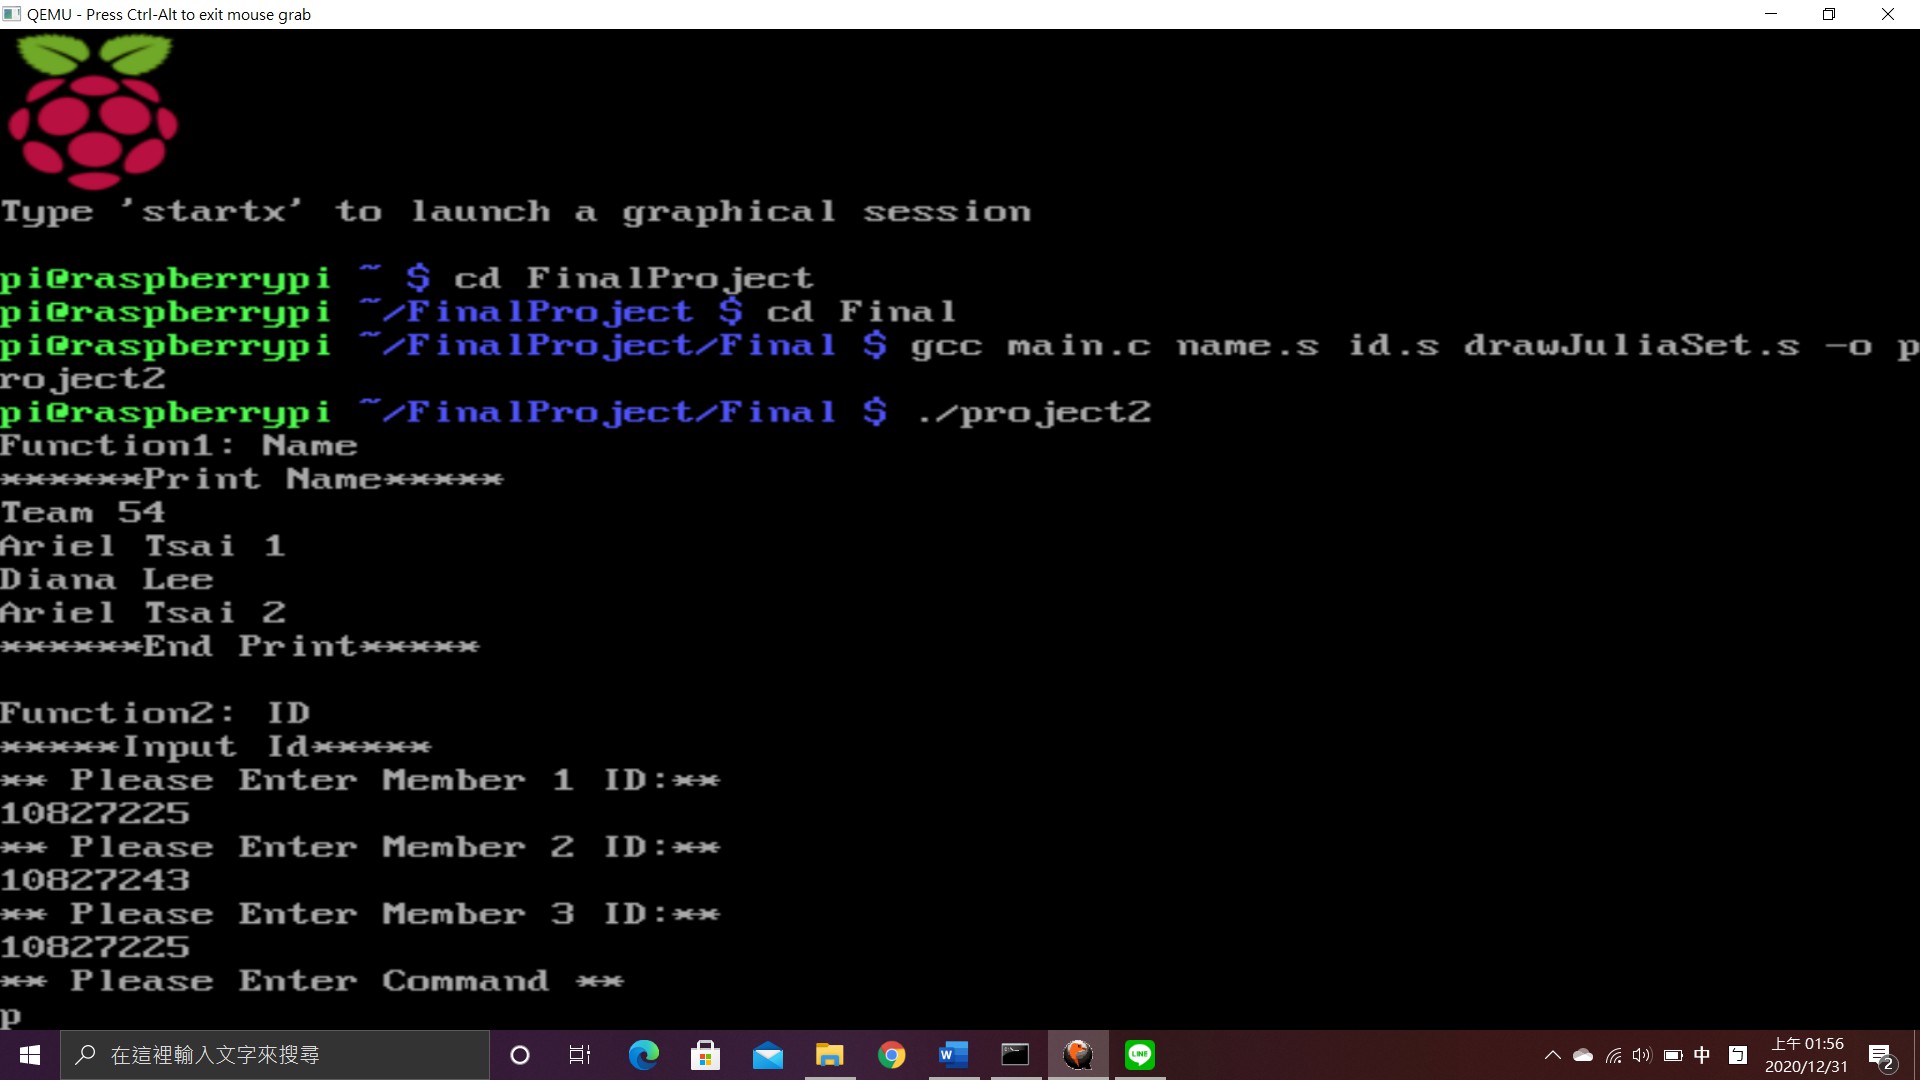 QEMU - Press Ctrl-Alt to exit mouse grab
Type 'startx' to launch a graphical session
pi@raspberrypi ~ $ cd FinalProject
pi@raspberrypi ~/FinalProject $ cd Final
pi@raspberrypi ~/FinalProject/Final $ gcc main.c name.s id.s drawJuliaSet.s -o p
roject2
pi@raspberrypi ~/FinalProject/Final $ ./project2
Function1: Name
******Print Name*****
Team 54
Ariel Tsai 1
Diana Lee
Ariel Tsai 2
******End Print*****
Function2: ID
*****Input Id*****
** Please Enter Member 1 ID:**
10827225
** Please Enter Member 2 ID:**
10827243
** Please Enter Member 3 ID:**
10827225
** Please Enter Command **
p
在這裡輸入文字來搜尋
W
LINE
中
ㄅ
上午 01:56
2020/12/31
2